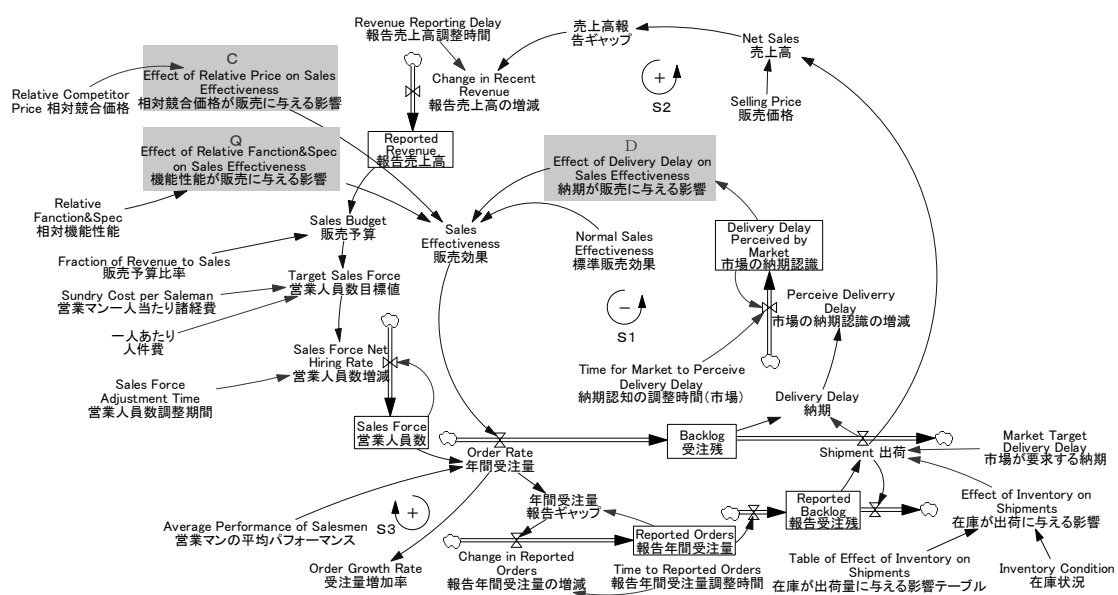 Revenue Reporting Delay
報告売上高調整時間
売上高報
告ギャップ
Net Sales
売上高
C
Effect of Relative Price on Sales
Effectiveness
相対競合価格が販売に与える影響
Relative Competitor
Price 相対競合価格
Change in Recent
Revenue
報告売上高の増減
S2
Selling Price
販売価格
Reported
Revenue
報告売上高
Q
Effect of Relative Fanction&Spec
on Sales Effectiveness
機能性能が販売に与える影響
D
Effect of Delivery Delay on
Sales Effectiveness
納期が販売に与える影響
Relative
Fanction&Spec
相対機能性能
Sales Budget
販売予算
Sales
Effectiveness
販売効果
Normal Sales
Effectiveness
標準販売効果
Delivery Delay
Perceived by
Market
市場の納期認識
Fraction of Revenue to Sales
販売予算比率
Target Sales Force
営業人員数目標値
Sundry Cost per Saleman
営業マン一人当たり諸経費
Perceive Deliverry
Delay
市場の納期認識の増減
S1
一人あたり
人件費
Sales Force Net
Hiring Rate
営業人員数増減
Time for Market to Perceive
Delivery Delay
納期認知の調整時間(市場)
Sales Force
Adjustment Time
営業人員数調整期間
Delivery Delay
納期
Sales Force
営業人員数
Backlog
受注残
Order Rate
年間受注量
Shipment 出荷
Market Target
Delivery Delay
市場が要求する納期
年間受注量
報告ギャップ
Reported
Backlog
報告受注残
Effect of Inventory on
Shipments
在庫が出荷に与える影響
Average Performance of Salesmen
営業マンの平均パフォーマンス
S3
Reported Orders
報告年間受注量
Order Growth Rate
受注量増加率
Change in Reported
Orders
報告年間受注量の増減
Time to Reported Orders
報告年間受注量調整時間
Table of Effect of Inventory on
Shipments
在庫が出荷量に与える影響テーブル
Inventory Condition
在庫状況